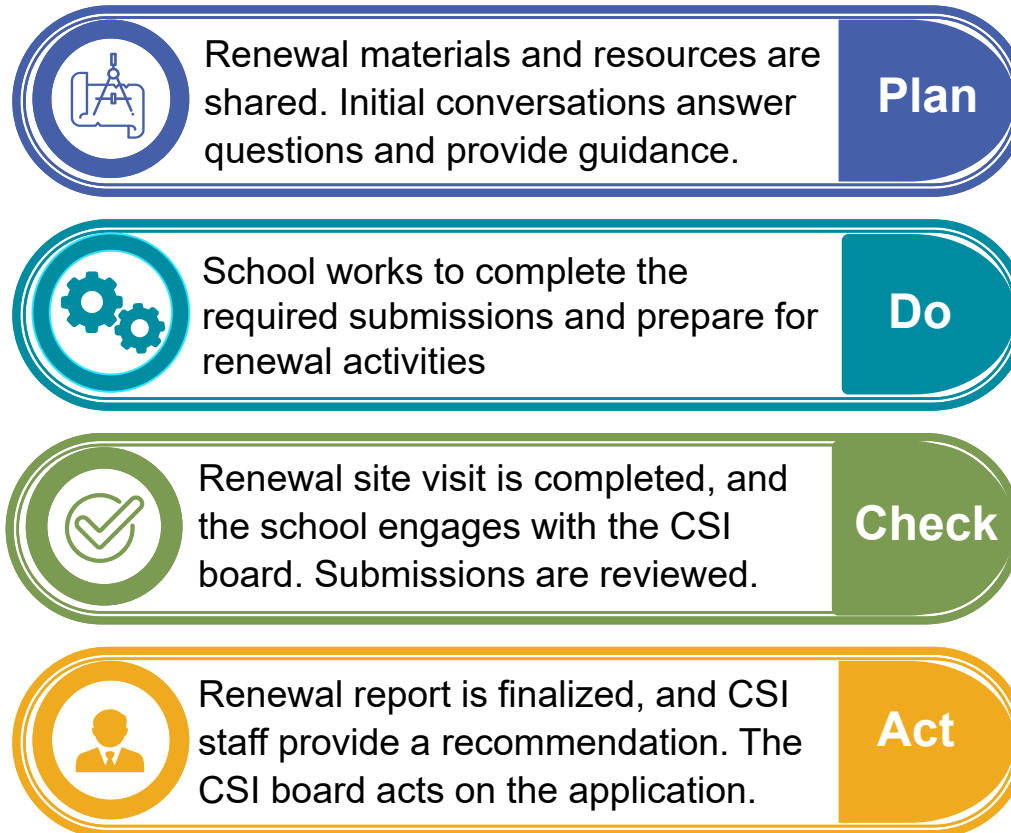 Renewal materials and resources are
shared. Initial conversations answer
questions and provide guidance.
Plan
School works to complete the
required submissions and prepare for
renewal activities
Do
Renewal site visit is completed, and
the school engages with the CSI
board. Submissions are reviewed.
Check
Renewal report is finalized, and CSI
staff provide a recommendation. The
CSI board acts on the application.
Act